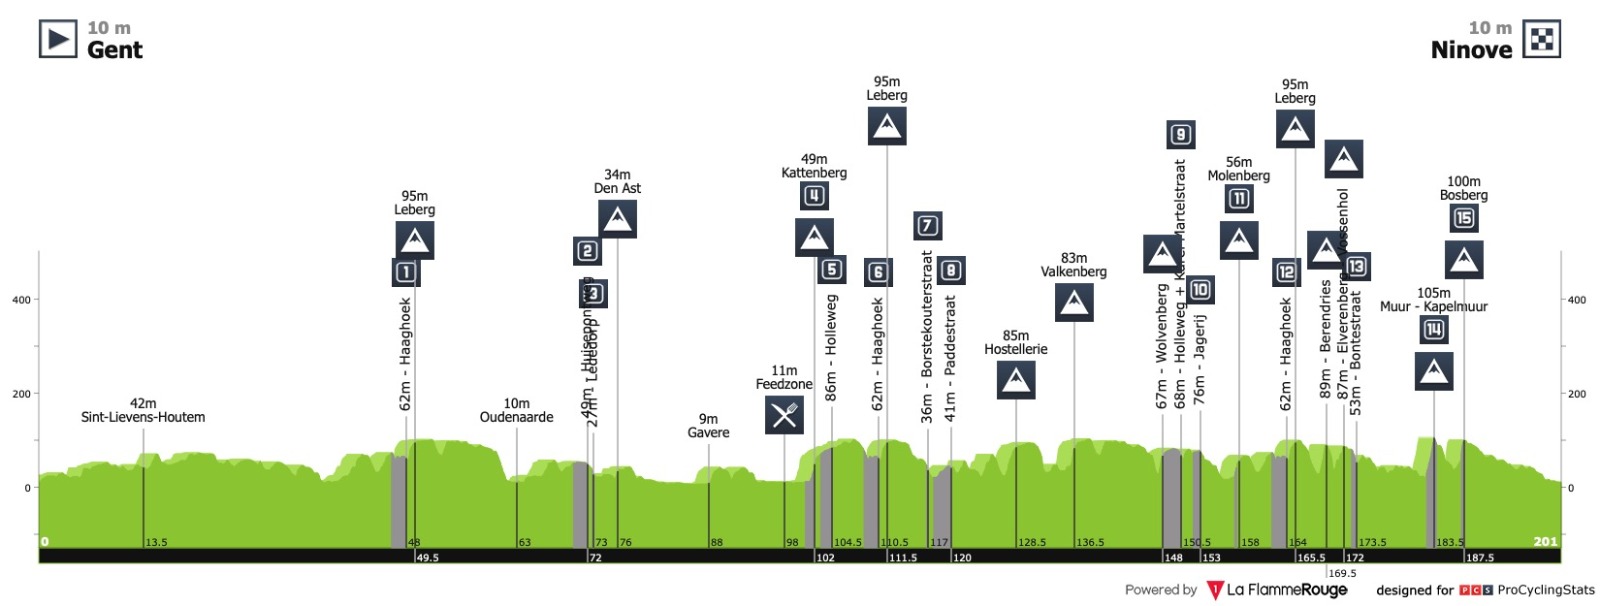 10 m
Gent
10 m
Ninove
95m
Leberg
1
62m - Haaghoek
2
49m - Huisepontweg
3
27m - Lededorp
34m
Den Ast
49m
Kattenberg
4
5
86m - Holleweg
95m
Leberg
6
62m - Haaghoek
7
36m - Borstekouterstraat
8
41m - Paddestraat
85m
Hostellerie
83m
Valkenberg
67m - Wolvenberg
9
68m - Holleweg + Karel Martelstraat
10
76m - Jagerij
56m
Molenberg
11
95m
Leberg
12
62m - Haaghoek
89m - Berendries
87m - Elverenberg - Vossenhol
13
53m - Bontestraat
105m
Muur - Kapelmuur
14
100m
Bosberg
15
42m
Sint-Lievens-Houtem
10m
Oudenaarde
9m
Gavere
11m
Feedzone
400
200
0
400
200
0
0 13.5 48 63 73 76 88 98 104.5 110.5 117 128.5 136.5 150.5 158 164 173.5 183.5 201
49.5 72 102 111.5 120 148 153 165.5 172 187.5
169.5
Powered by La FlammeRouge designed for PCS ProCyclingStats